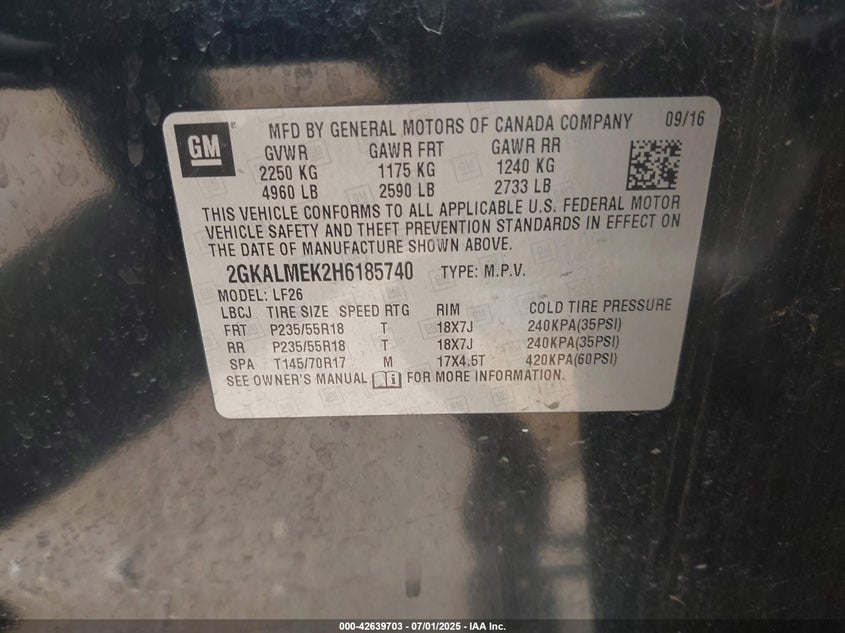 GM ® MFD BY GENERAL MOTORS OF CANADA COMPANY 09/16
GVWR GAWR FRT GAWR RR
2250 KG 1175 KG 1240 KG
4960 LB 2590 LB 2733 LB
THIS VEHICLE CONFORMS TO ALL APPLICABLE U.S. FEDERAL MOTOR
VEHICLE SAFETY AND THEFT PREVENTION STANDARDS IN EFFECT ON
THE DATE OF MANUFACTURE SHOWN ABOVE.
2GKALMEK2H6185740 TYPE: M.P.V.
MODEL: LF26
LBCJ TIRE SIZE SPEED RTG RIM COLD TIRE PRESSURE
FRT P235/55R18 T 18X7J 240KPA(35PSI)
RR P235/55R18 T 18X7J 240KPA(35PSI)
SPA T145/70R17 M 17X4.5T 420KPA(60PSI)
SEE OWNER'S MANUAL FOR MORE INFORMATION.
000-42639703 - 07/01/2025 - IAA Inc.